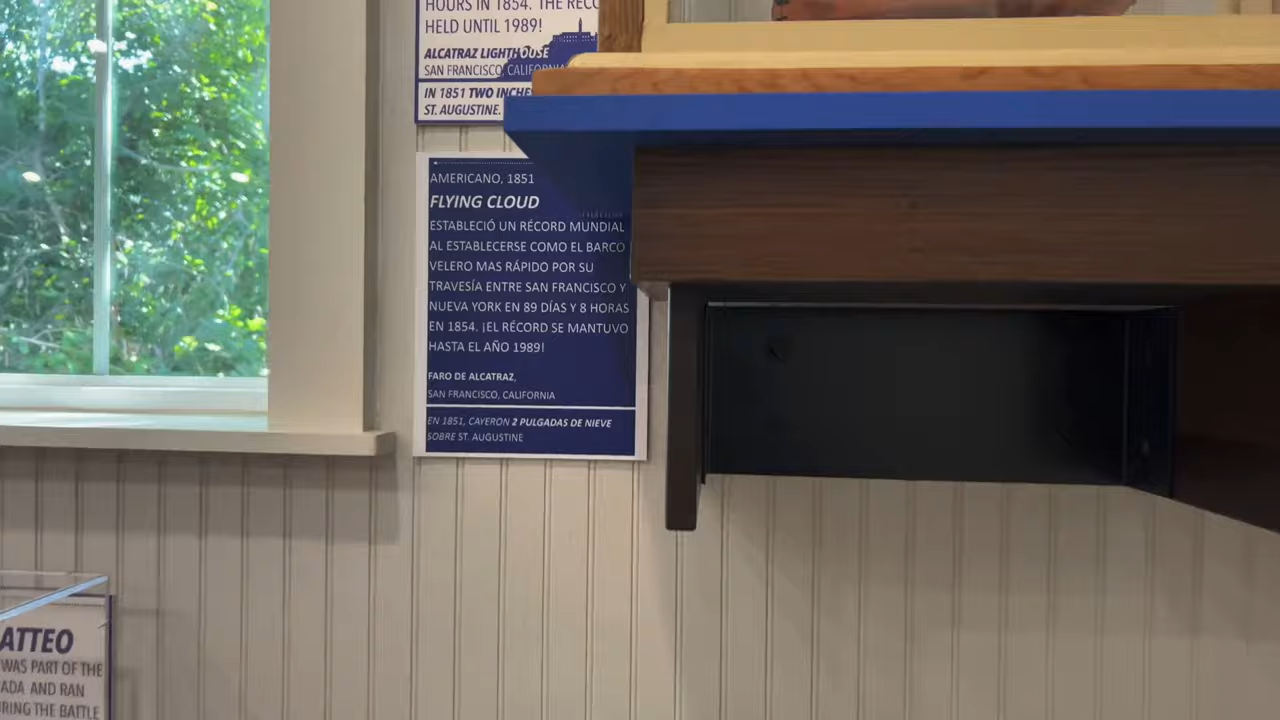 HOURS IN 1854. THE
HELD UNTIL 1989!
ALCATRAZ LIGHTHOUSE
SAN FRANCISCO, CALIFORNIA
IN 1851 TWO
ST. AUGUSTINE.
AMERICANO, 1851
FLYING CLOUD
ESTABLECIÓ UN RÉCORD MUNDIAL
AL ESTABLECERSE COMO EL BARCO
VELERO MAS RÁPIDO POR SU
TRAVESÍA ENTRE SAN FRANCISCO Y
NUEVA YORK EN 89 DÍAS Y 8 HORAS
EN 1854. ¡EL RÉCORD SE MANTUVO
HASTA EL AÑO 1989!
FARO DE ALCATRAZ,
SAN FRANCISCO, CALIFORNIA
EN 1851, CAYERON 2 PULGADAS DE NIEVE
SOBRE ST. AUGUSTINE
ATTEO
WAS PART OF THE
ADA AND RAN
RING THE BATTLE